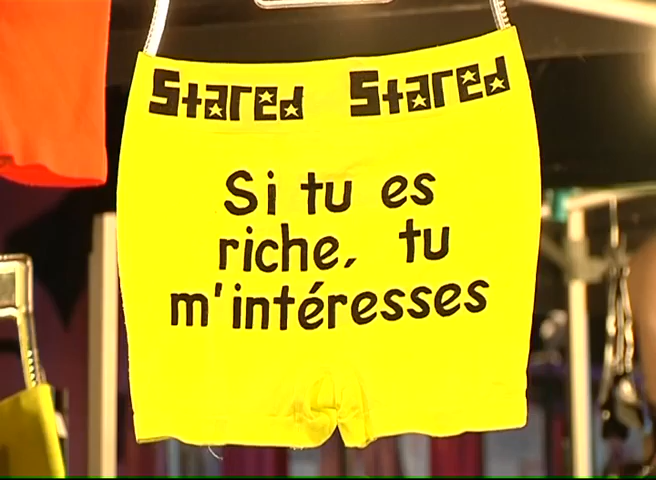 Stared Stared
Si tu es
riche, tu
m'intéresses